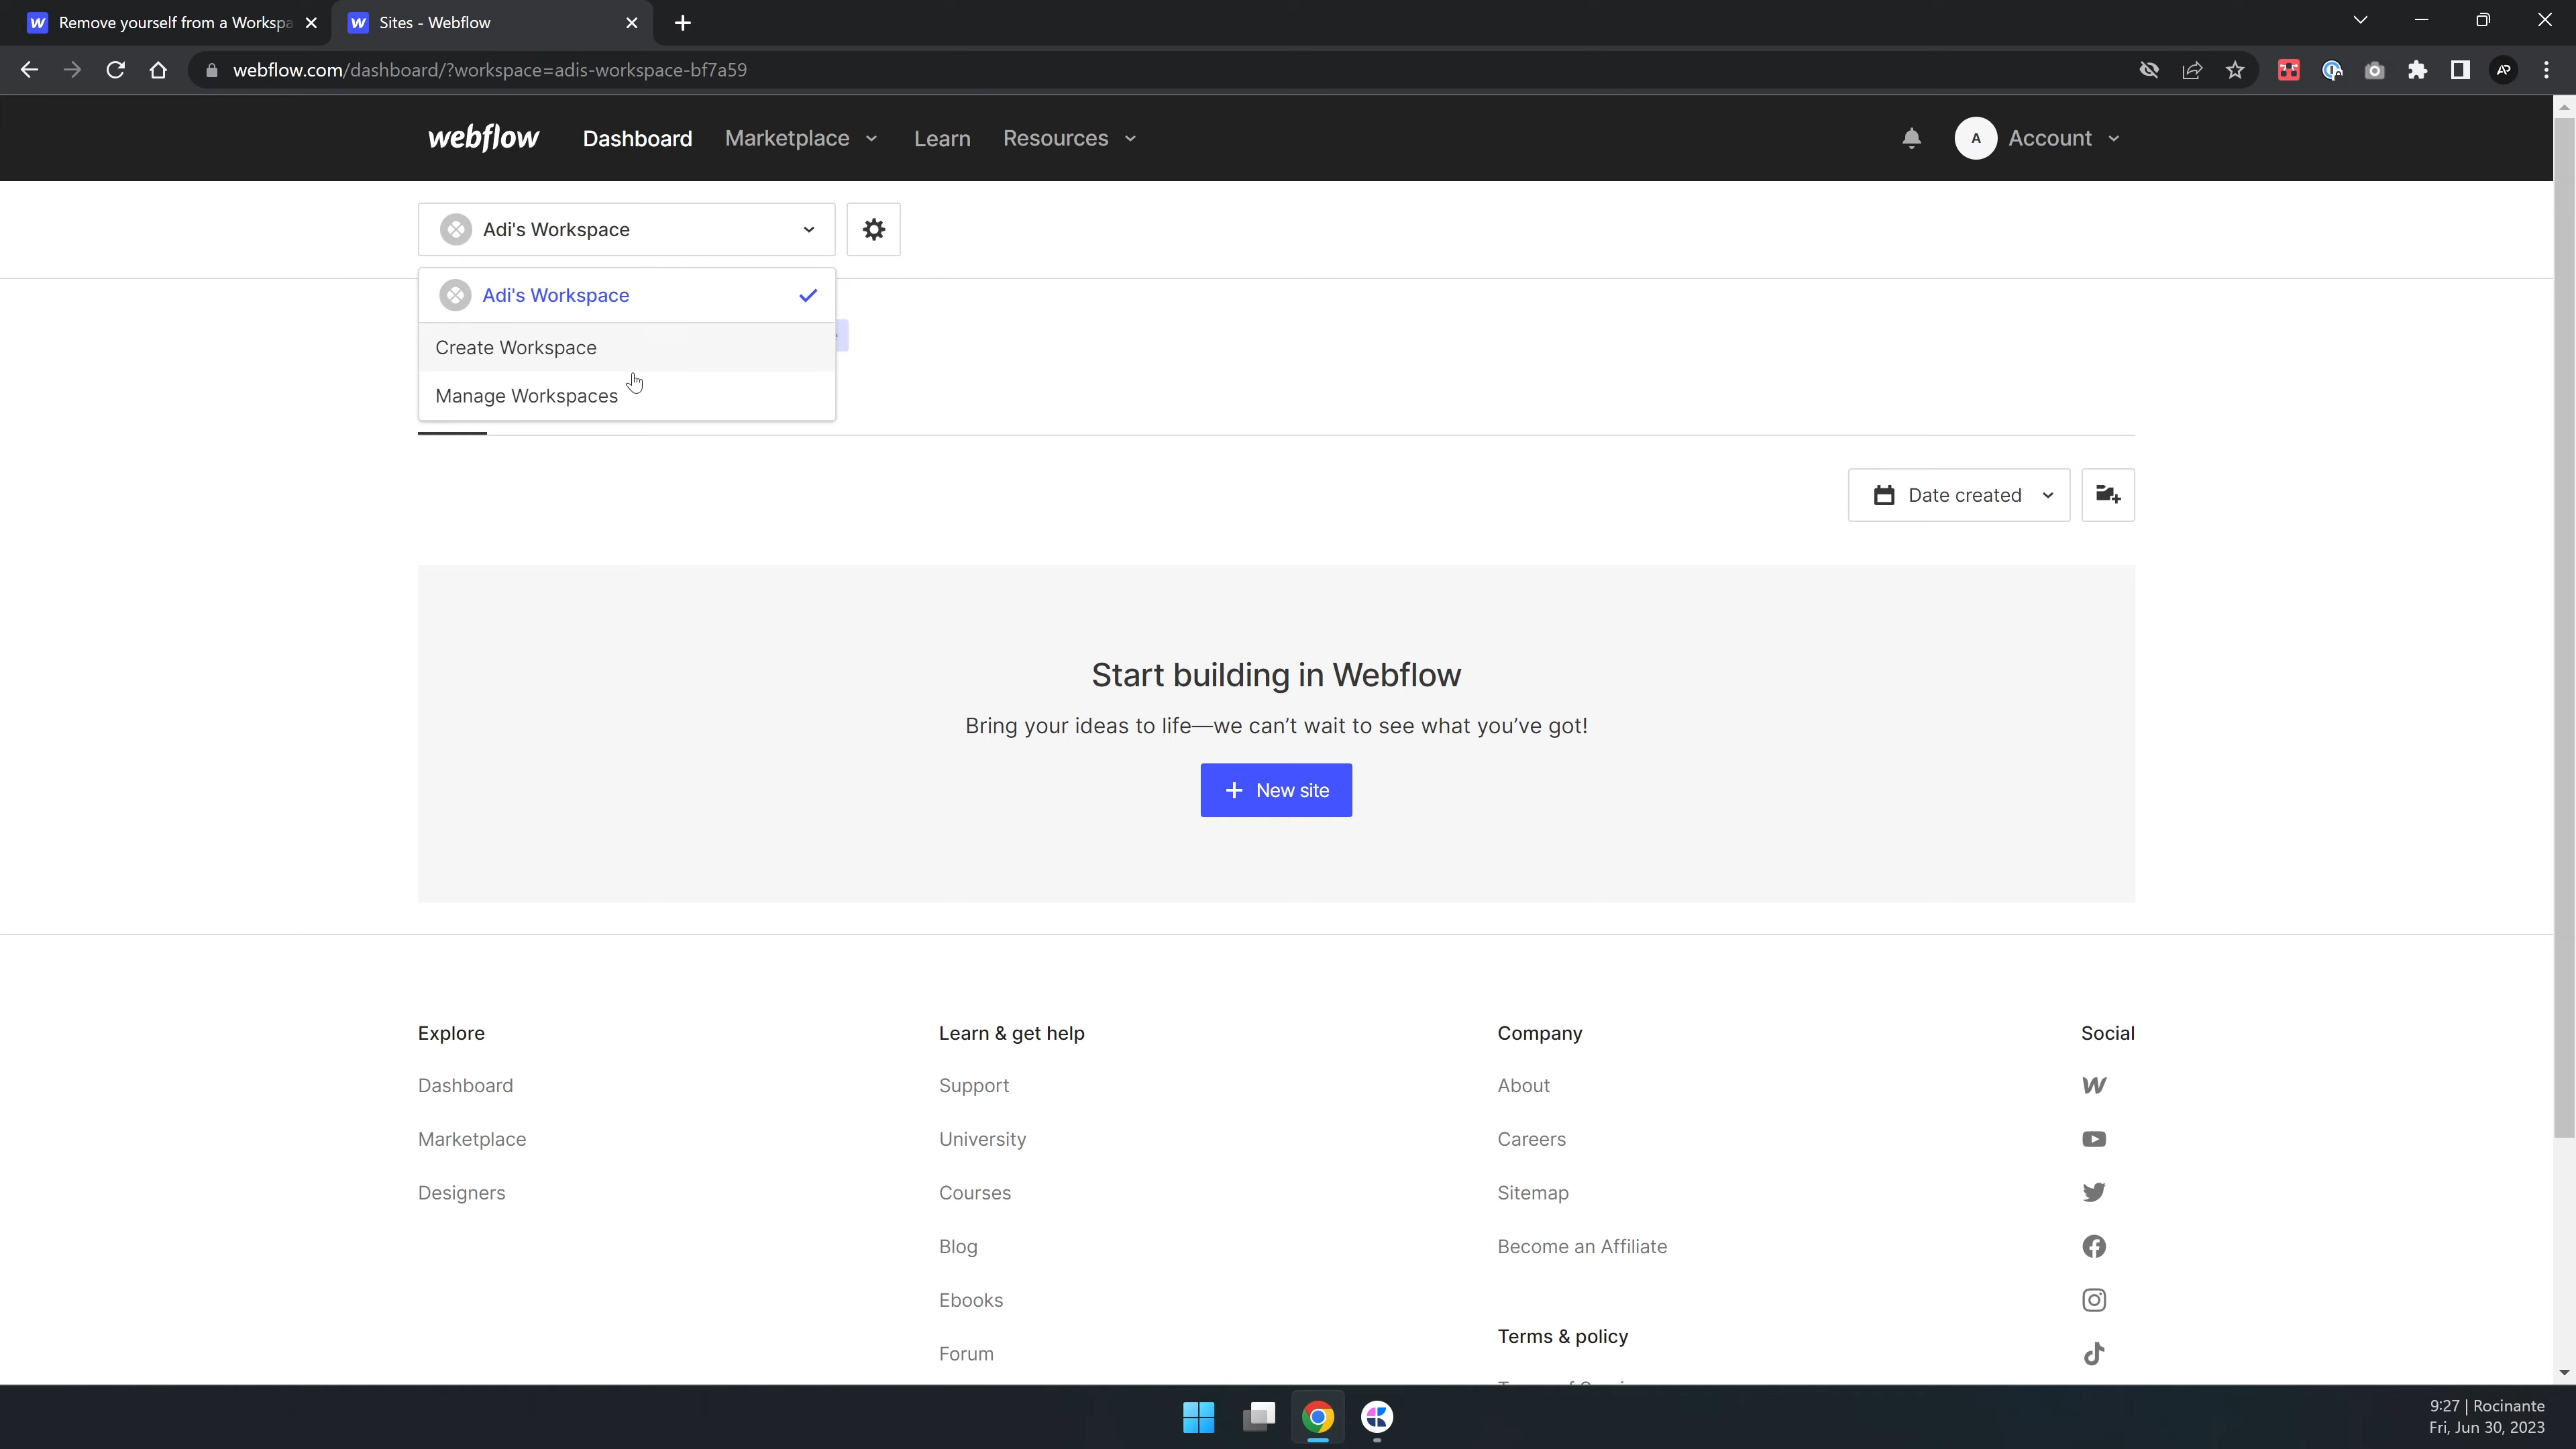 Remove yourself from a Workspa
Sites - Webflow
webflow.com/dashboard/?workspace=adis-workspace-bf7a59
webflow
Dashboard
Marketplace
Learn
Resources
A
Account
Adi's Workspace
Adi's Workspace
Create Workspace
Manage Workspaces
Date created
Start building in Webflow
Bring your ideas to life—we can't wait to see what you've got!
+ New site
Explore
Dashboard
Marketplace
Designers
Learn & get help
Support
University
Courses
Blog
Ebooks
Forum
Company
About
Careers
Sitemap
Become an Affiliate
Terms & policy
Social
9:27 | Rocinante
Fri, Jun 30, 2023